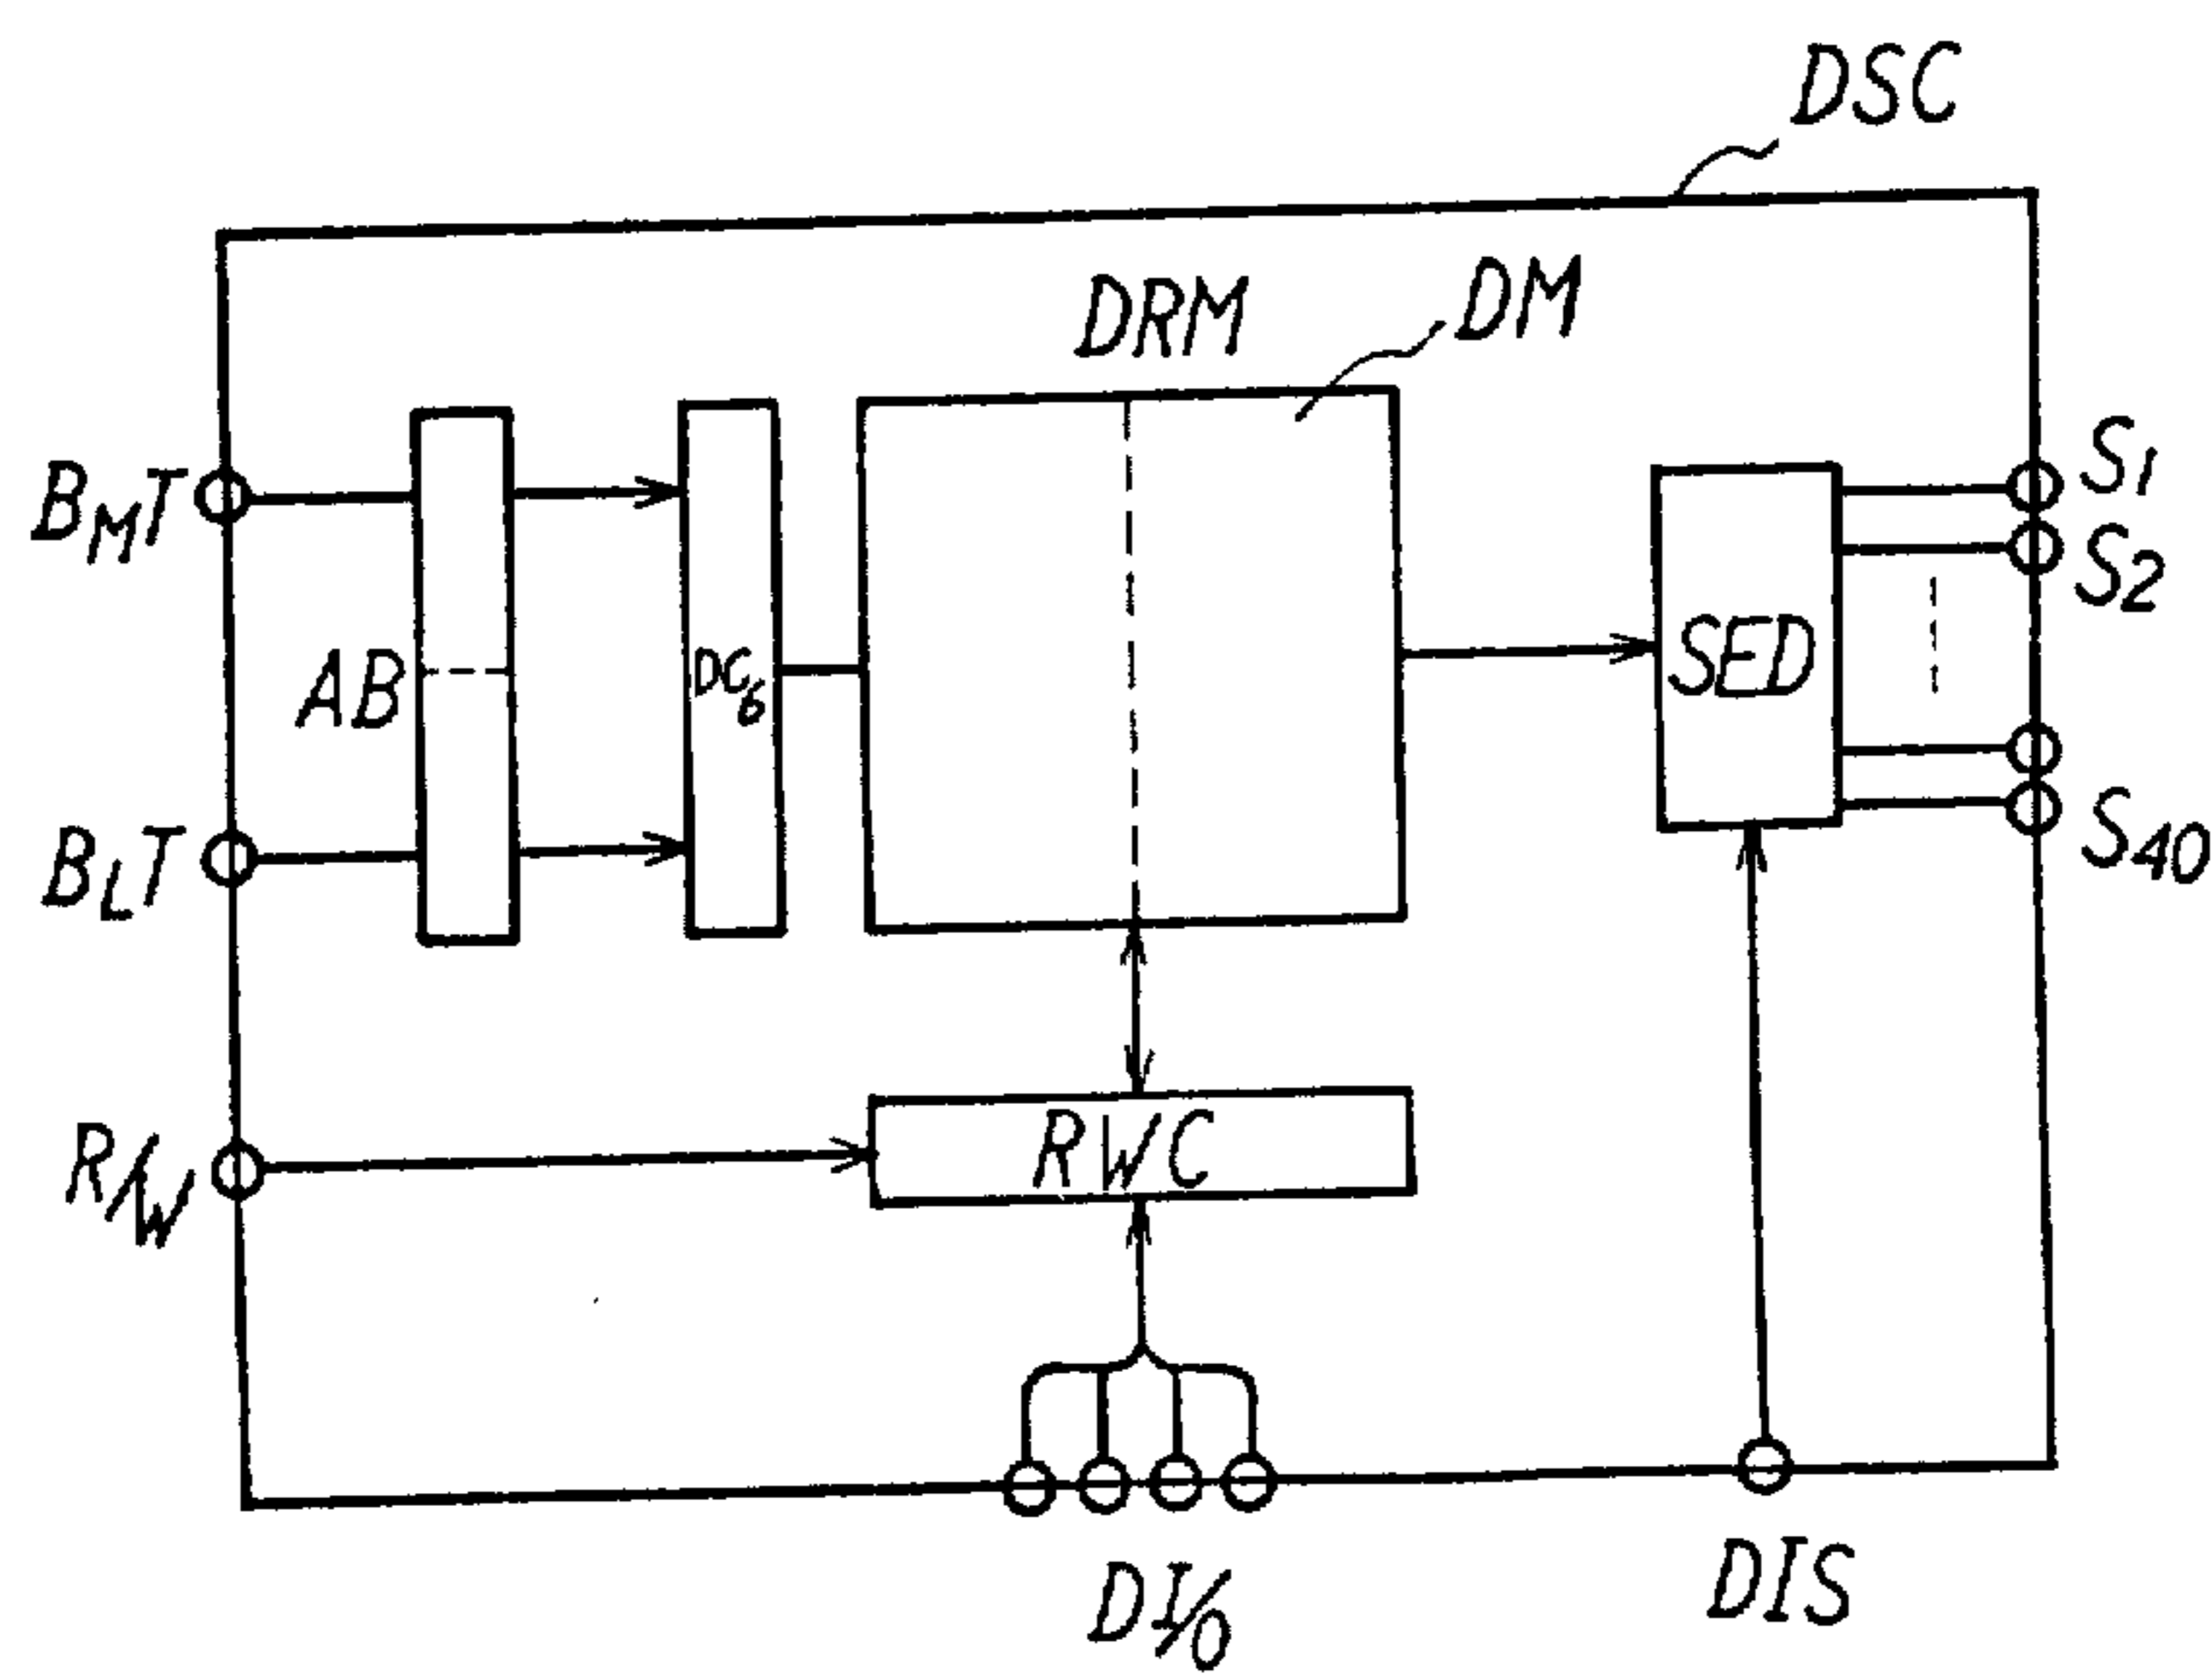 DSC
DRM
DM
BMT
AB
DC6
SED
S1
S2
BLT
S40
R/W
RWC
DI/O
DIS